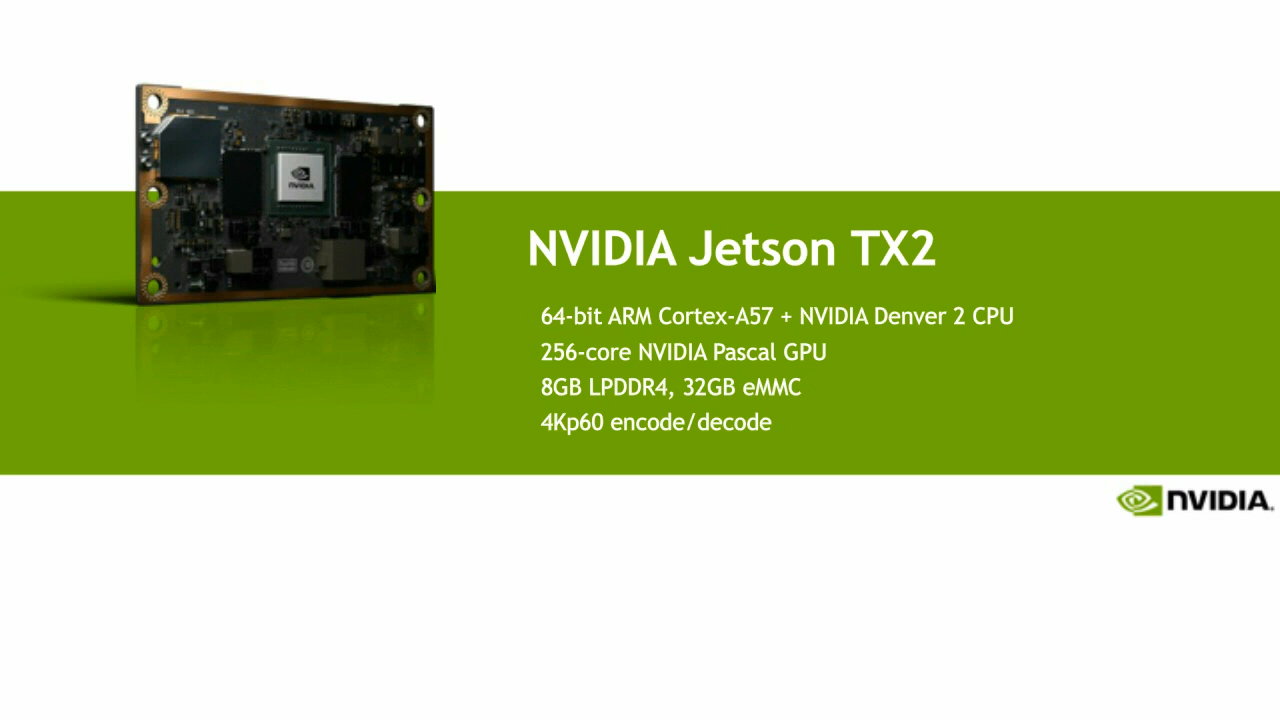 NVIDIA
NVIDIA Jetson TX2
64-bit ARM Cortex-A57 + NVIDIA Denver 2 CPU
256-core NVIDIA Pascal GPU
8GB LPDDR4, 32GB eMMC
4Kp60 encode/decode
NVIDIA.